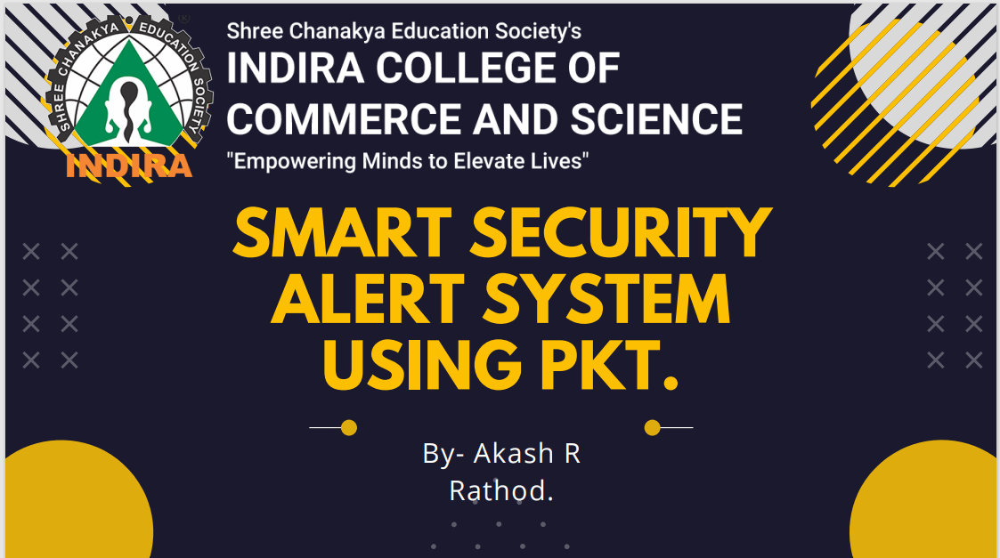 SHREE CHANAKYA EDUCATION SOCIETY
INDIRA
Shree Chanakya Education Society's
INDIRA COLLEGE OF
COMMERCE AND SCIENCE
"Empowering Minds to Elevate Lives"
SMART SECURITY
ALERT SYSTEM
USING PKT.
By- Akash R
Rathod.